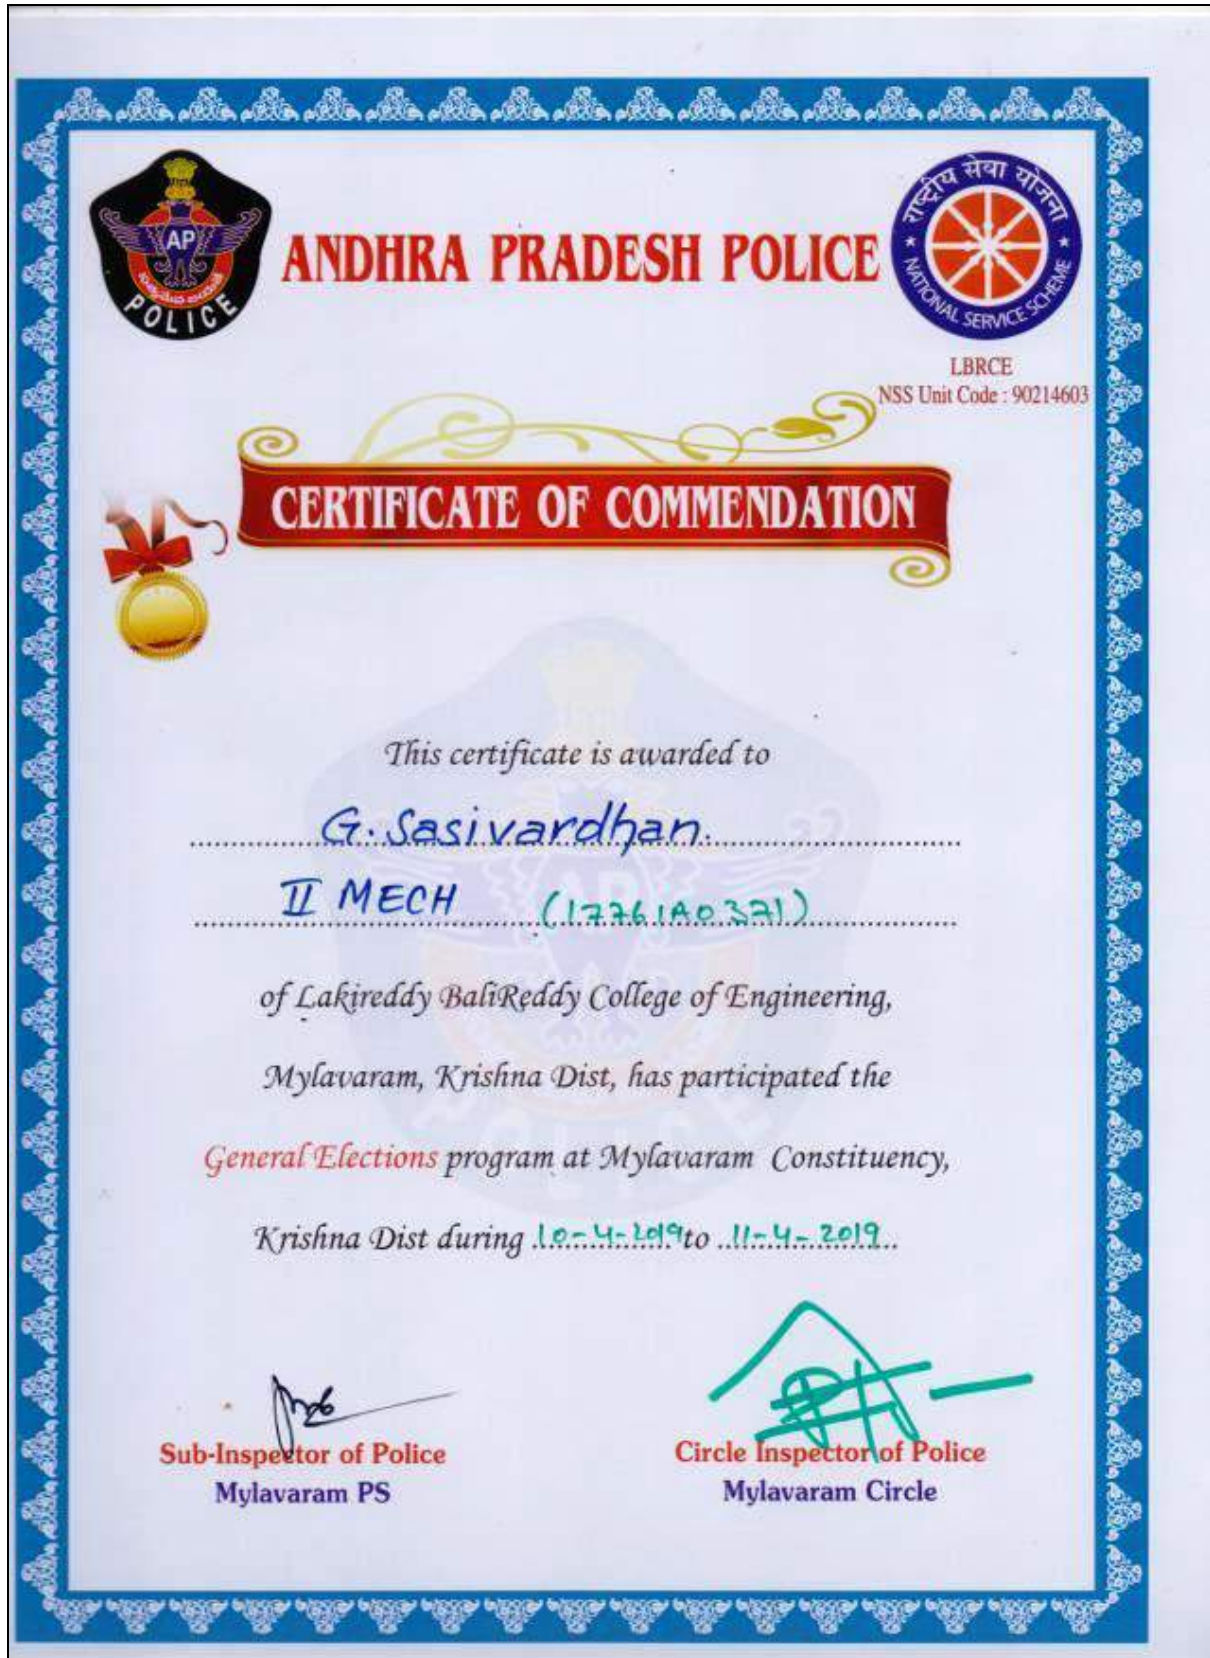 AP
POLICE
ANDHRA PRADESH POLICE
राष्ट्रीय सेवा योजना
NATIONAL SERVICE SCHEME
LBRCE
NSS Unit Code : 90214603
CERTIFICATE OF COMMENDATION
This certificate is awarded to
G. Sasivardhan.
II MECH (17761A0371)
of Lakireddy BaliReddy College of Engineering,
Mylavaram, Krishna Dist, has participated the
General Elections program at Mylavaram Constituency,
Krishna Dist during 10-4-2019 to 11-4-2019
Sub-Inspector of Police
Mylavaram PS
Circle Inspector of Police
Mylavaram Circle